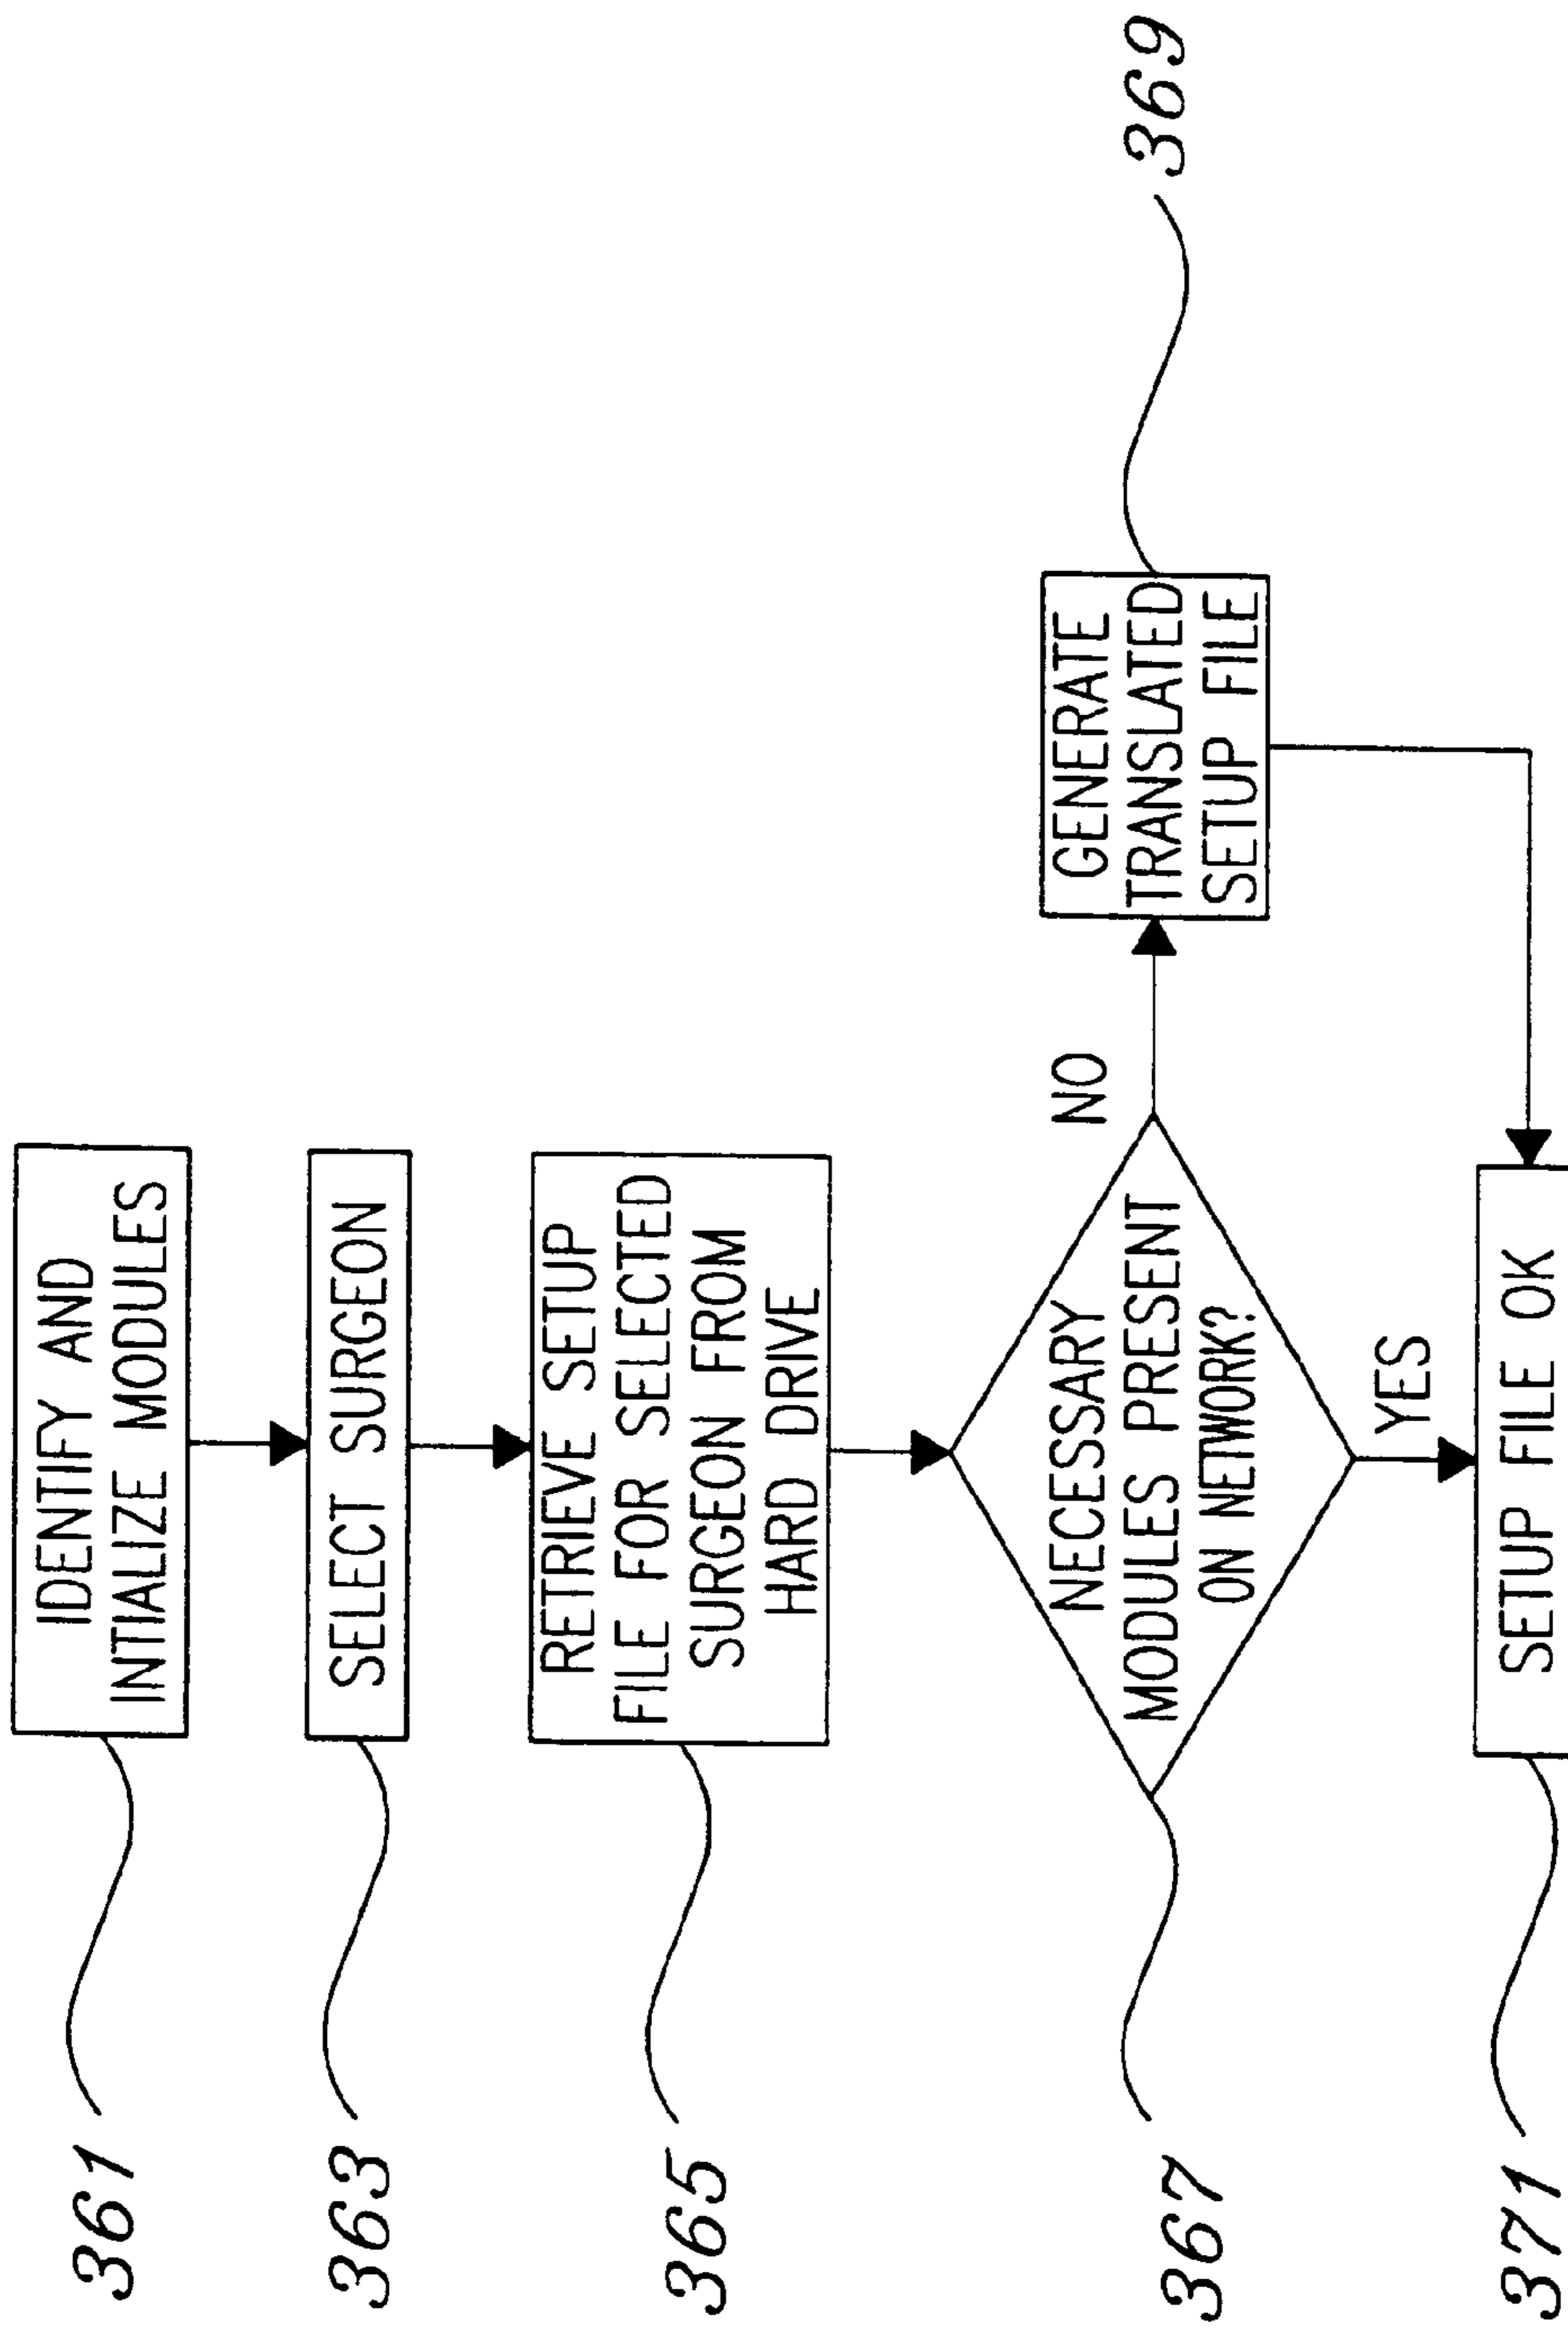 361
IDENTIFY AND
INTIALIZE MODULES
363
SELECT SURGEON
365
RETRIEVE SETUP
FILE FOR SELECTED
SURGEON FROM
HARD DRIVE
367
NECESSARY
MODULES PRESENT
ON NETWORK?
NO
GENERATE
TRANSLATED
SETUP FILE
369
YES
371
SETUP FILE OK